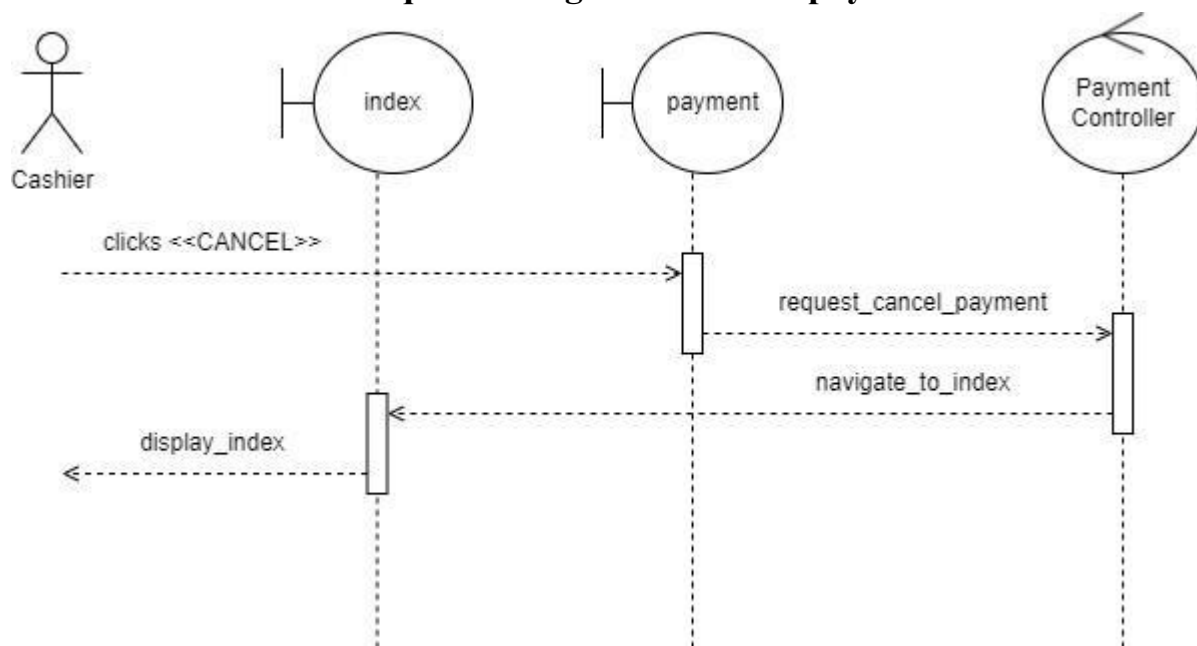 index
payment
Payment
Controller
Cashier
clicks <<CANCEL>>
request_cancel_payment
navigate_to_index
display_index